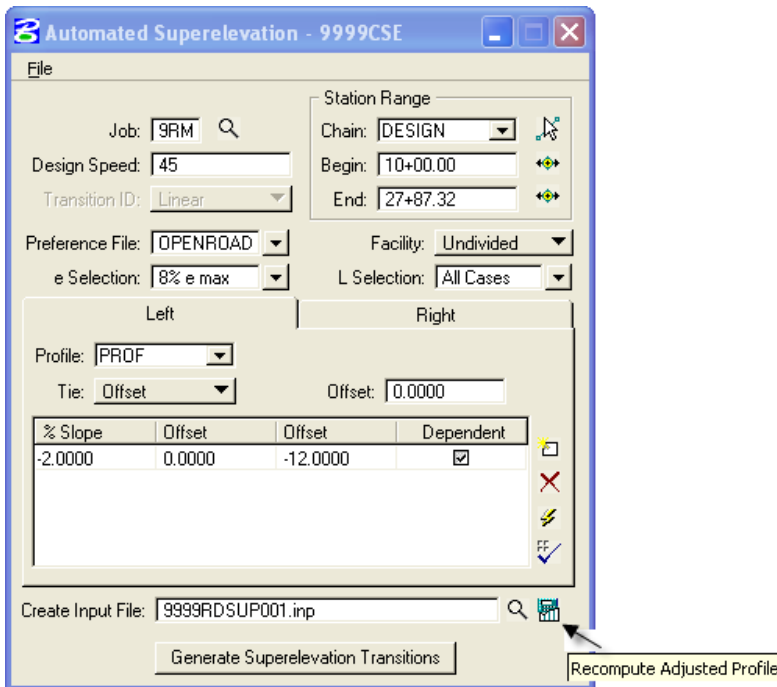 Automated Superelevation - 9999CSE
File
Station Range
Job: 9RM
Chain: DESIGN
Design Speed: 45
Begin: 10+00.00
Transition ID: Linear
End: 27+87.32
Preference File: OPENROAD
Facility: Undivided
e Selection: 8% e max
L Selection: All Cases
Left
Right
Profile: PROF
Tie: Offset
Offset: 0.0000
% Slope Offset Offset Dependent
-2.0000 0.0000 -12.0000
FF
Create Input File: 9999RDSUP001.inp
Generate Superelevation Transitions
Recompute Adjusted Profile